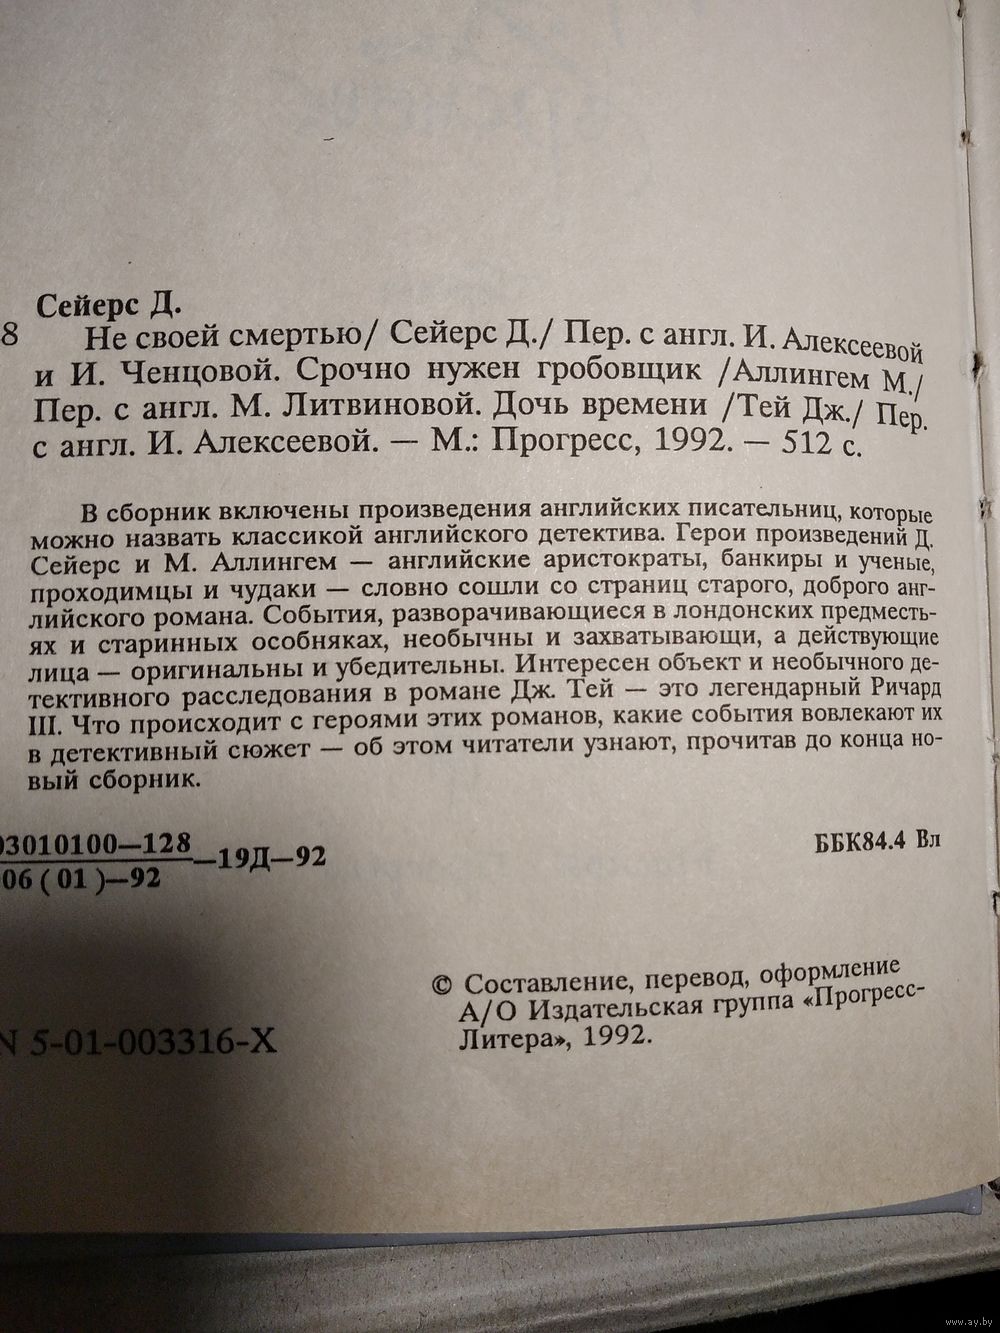 Сейерс Д.
8 Не своей смертью/ Сейерс Д./ Пер. с англ. И. Алексеевой
и И. Ченцовой. Срочно нужен гробовщик /Аллингем М./
Пер. с англ. М. Литвиновой. Дочь времени /Тей Дж./ Пер.
с англ. И. Алексеевой. — М.: Прогресс, 1992. — 512 с.
В сборник включены произведения английских писательниц, которые
можно назвать классикой английского детектива. Герои произведений Д.
Сейерс и М. Аллингем — английские аристократы, банкиры и ученые,
проходимцы и чудаки — словно сошли со страниц старого, доброго анг-
лийского романа. События, разворачивающиеся в лондонских предместь-
ях и старинных особняках, необычны и захватывающи, а действующие
лица — оригинальны и убедительны. Интересен объект и необычного де-
тективного расследования в романе Дж. Тей — это легендарный Ричард
III. Что происходит с героями этих романов, какие события вовлекают их
в детективный сюжет — об этом читатели узнают, прочитав до конца но-
вый сборник.
03010100—128
06 ( 01 )—92
—19Д—92
ББК84.4 Вл
© Составление, перевод, оформление
А/О Издательская группа «Прогресс-
Литера», 1992.
N 5-01-003316-X
www.ay.by